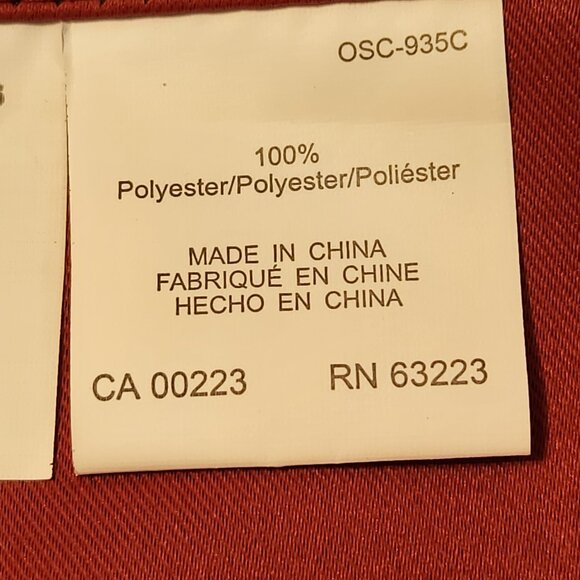 OSC-935C
100%
Polyester/Polyester/Poliéster
MADE IN CHINA
FABRIQUÉ EN CHINE
HECHO EN CHINA
CA 00223 RN 63223